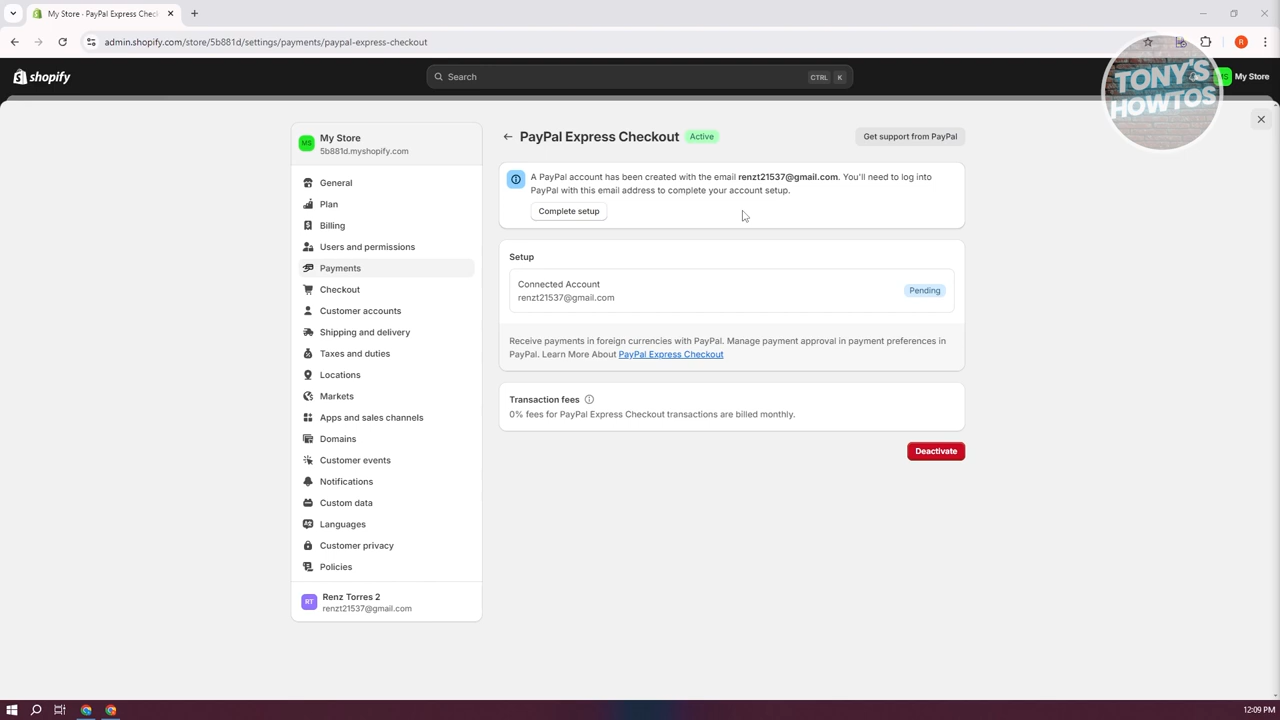 My Store · PayPal Express Chec
admin.shopify.com/store/5b881d/settings/payments/paypal-express-checkout
R
shopify
Search
CTRL
K
MS
My Store
TONY'S
HOWTOS
MS
My Store
5b881d.myshopify.com
General
Plan
Billing
Users and permissions
Payments
Checkout
Customer accounts
Shipping and delivery
Taxes and duties
Locations
Markets
Apps and sales channels
Domains
Customer events
Notifications
Custom data
Languages
Customer privacy
Policies
RT
Renz Torres 2
renzt21537@gmail.com
PayPal Express Checkout
Active
Get support from PayPal
A PayPal account has been created with the email renzt21537@gmail.com. You'll need to log into
PayPal with this email address to complete your account setup.
Complete setup
Setup
Connected Account
renzt21537@gmail.com
Pending
Receive payments in foreign currencies with PayPal. Manage payment approval in payment preferences in
PayPal. Learn More About PayPal Express Checkout
Transaction fees
0% fees for PayPal Express Checkout transactions are billed monthly.
Deactivate
12:09 PM